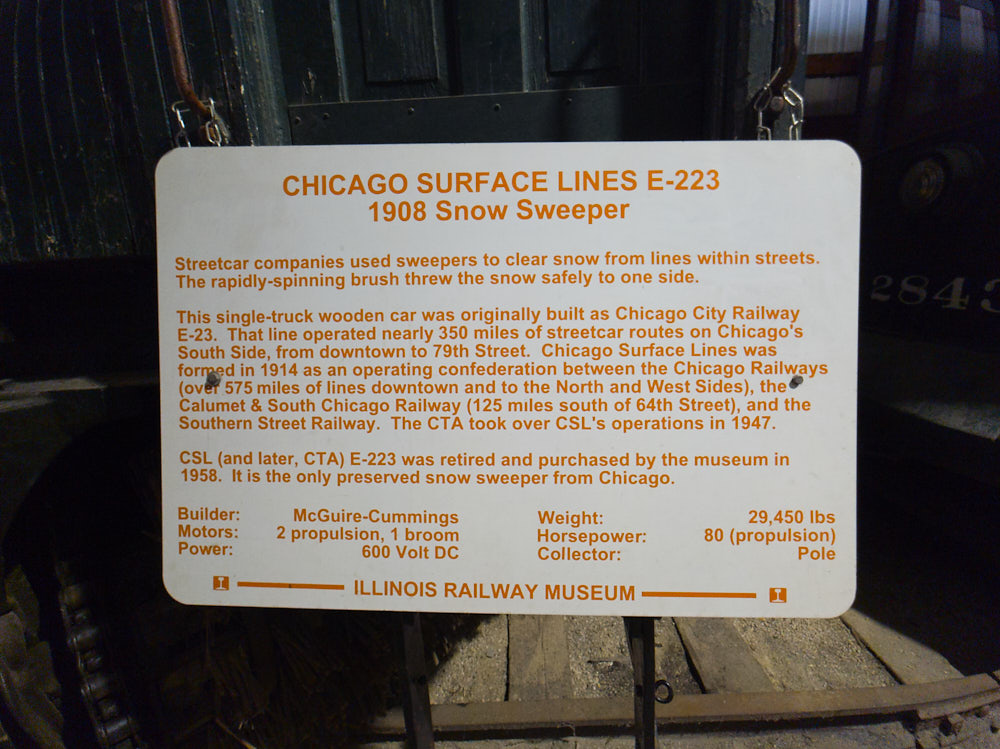 CHICAGO SURFACE LINES E-223
1908 Snow Sweeper
Streetcar companies used sweepers to clear snow from lines within streets.
The rapidly-spinning brush threw the snow safely to one side.
This single-truck wooden car was originally built as Chicago City Railway
E-23. That line operated nearly 350 miles of streetcar routes on Chicago's
South Side, from downtown to 79th Street. Chicago Surface Lines was
formed in 1914 as an operating confederation between the Chicago Railways
(over 575 miles of lines downtown and to the North and West Sides), the
Calumet & South Chicago Railway (125 miles south of 64th Street), and the
Southern Street Railway. The CTA took over CSL's operations in 1947.
CSL (and later, CTA) E-223 was retired and purchased by the museum in
1958. It is the only preserved snow sweeper from Chicago.
Builder: McGuire-Cummings
Motors: 2 propulsion, 1 broom
Power: 600 Volt DC
Weight: 29,450 lbs
Horsepower: 80 (propulsion)
Collector: Pole
I ILLINOIS RAILWAY MUSEUM I
2843